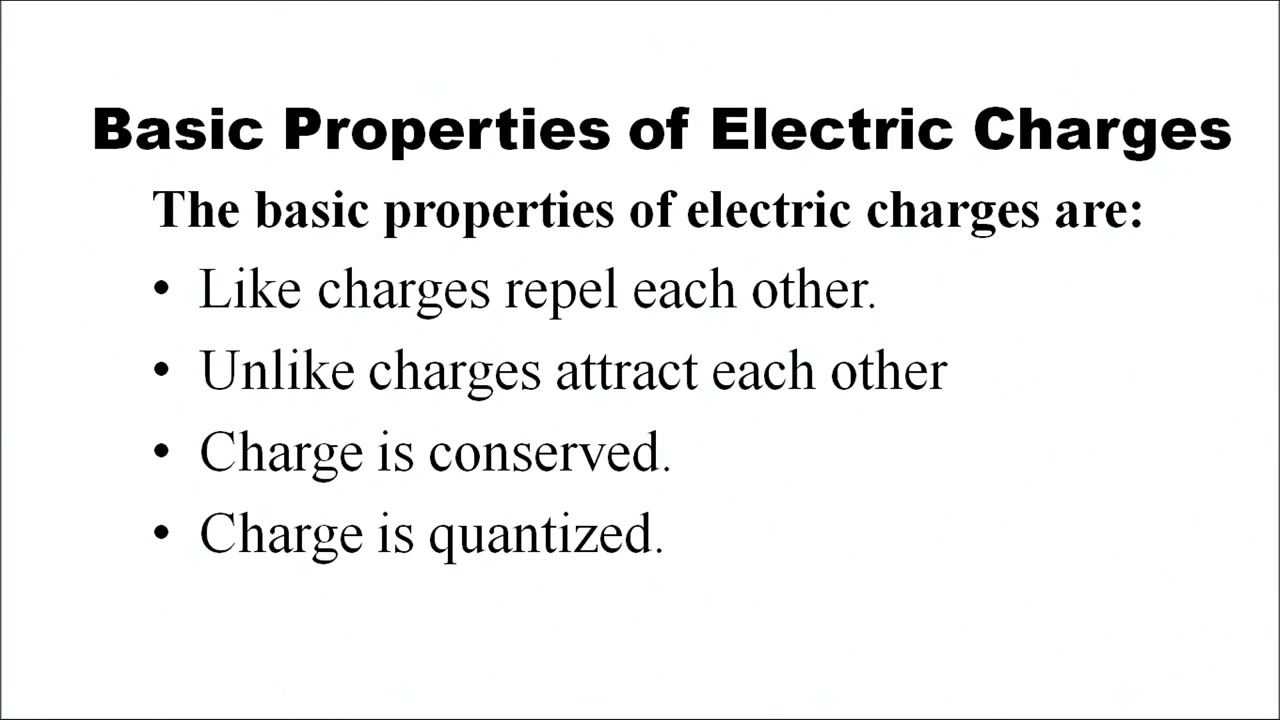 Basic Properties of Electric Charges
The basic properties of electric charges are:
• Like charges repel each other.
• Unlike charges attract each other
• Charge is conserved.
• Charge is quantized.